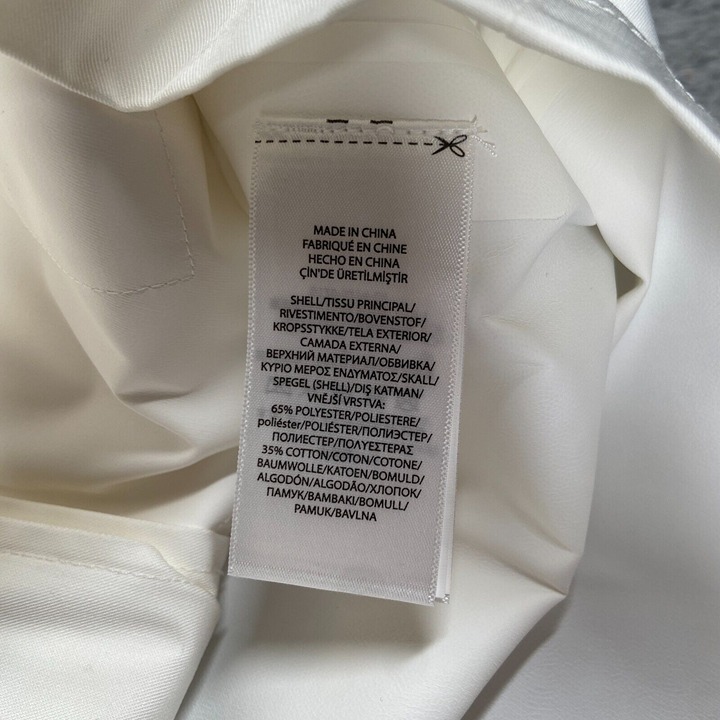 MADE IN CHINA
FABRIQUÉ EN CHINE
HECHO EN CHINA
ÇIN'DE ÜRETİLMİŞTİR
SHELL/TISSU PRINCIPAL/
RIVESTIMENTO/BOVENSTOF/
KROPSSTYKKE/TELA EXTERIOR/
CAMADA EXTERNA/
ВЕРХНИЙ МАТЕРИАЛ/ОБВИВКА/
ΚΥΡΙΟ ΜΕΡΟΣ ΕΝΔΥΜΑΤΟΣ/SKALL/
SPEGEL (SHELL)/DIŞ KATMAN/
VNĚJŠÍ VRSTVA:
65% POLYESTER/POLIESTERE/
poliéster/POLIÉSTER/ПОЛИЭСТЕР/
ПОЛИЕСТЕР/ΠΟΛΥΕΣΤΕΡΑΣ
35% COTTON/COTON/COTONE/
BAUMWOLLE/KATOEN/BOMULD/
ALGODÓN/ALGODÃO/ХЛОПОК/
ПАМУК/ΒΑΜΒΑΚΙ/BOMULL/
PAMUK/BAVLNA